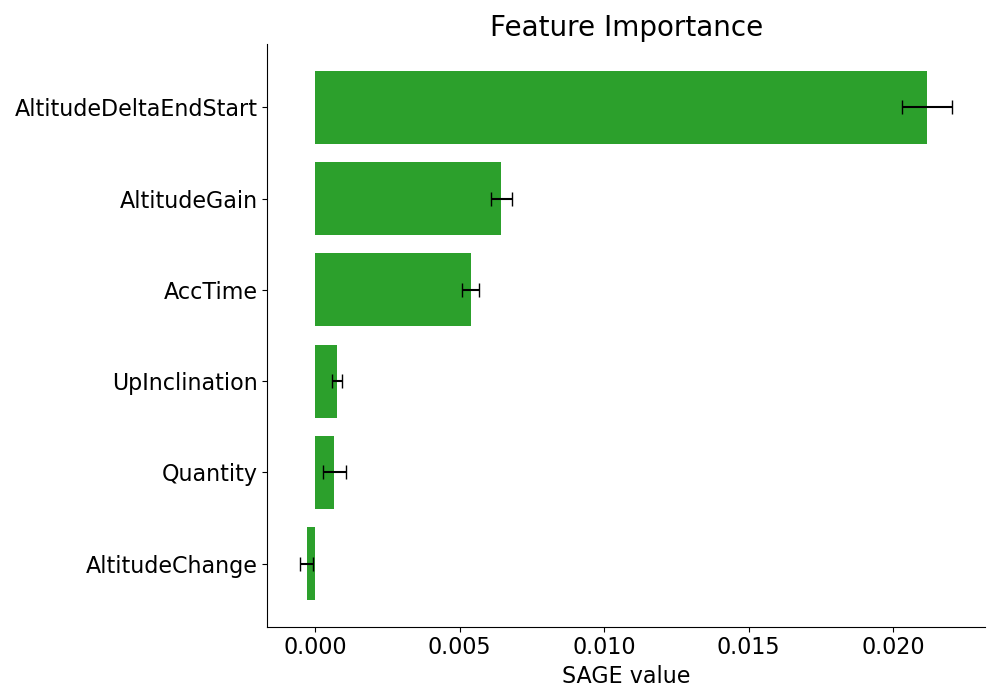 Feature Importance
AltitudeDeltaEndStart
AltitudeGain
AccTime
UpInclination
Quantity
AltitudeChange
0.000 0.005 0.010 0.015 0.020
SAGE value